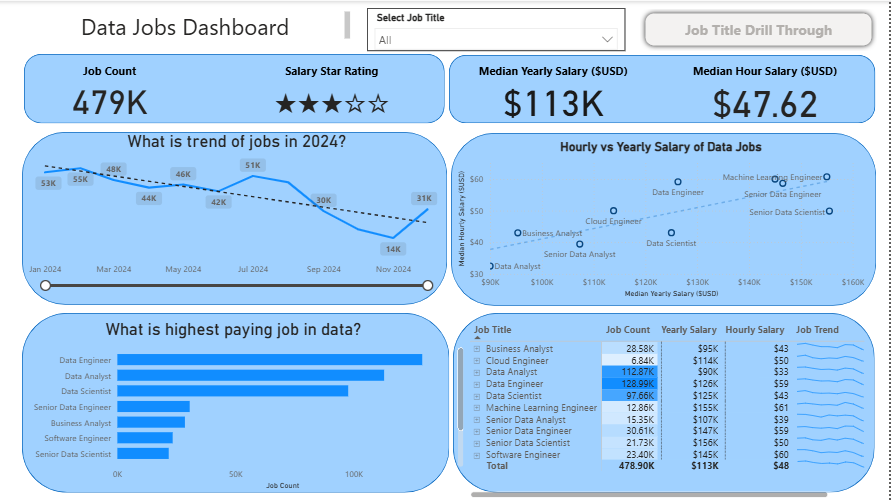 Data Jobs Dashboard
Select Job Title
All
Job Title Drill Through
Job Count
479K
Salary Star Rating
★★★☆☆
Median Yearly Salary ($USD)
$113K
Median Hour Salary ($USD)
$47.62
What is trend of jobs in 2024?
53K
55K
48K
44K
46K
42K
51K
30K
14K
31K
Jan 2024 Mar 2024 May 2024 Jul 2024 Sep 2024 Nov 2024
Hourly vs Yearly Salary of Data Jobs
Median Hourly Salary ($USD)
$60
$50
$40
$30
Machine Learning Engineer
Data Engineer
Senior Data Engineer
Senior Data Scientist
Cloud Engineer
Business Analyst
Data Scientist
Senior Data Analyst
Data Analyst
$90K $100K $110K $120K $130K $140K $150K $160K
Median Yearly Salary ($USD)
What is highest paying job in data?
Data Engineer
Data Analyst
Data Scientist
Senior Data Engineer
Business Analyst
Software Engineer
Senior Data Scientist
0K 50K 100K
Job Count
Job Title Job Count Yearly Salary Hourly Salary Job Trend
Business Analyst 28.58K $95K $43
Cloud Engineer 6.84K $114K $50
Data Analyst 112.87K $90K $33
Data Engineer 128.99K $126K $59
Data Scientist 97.66K $125K $43
Machine Learning Engineer 12.86K $155K $61
Senior Data Analyst 15.35K $107K $39
Senior Data Engineer 30.61K $147K $59
Senior Data Scientist 21.73K $156K $50
Software Engineer 23.40K $145K $60
Total 478.90K $113K $48